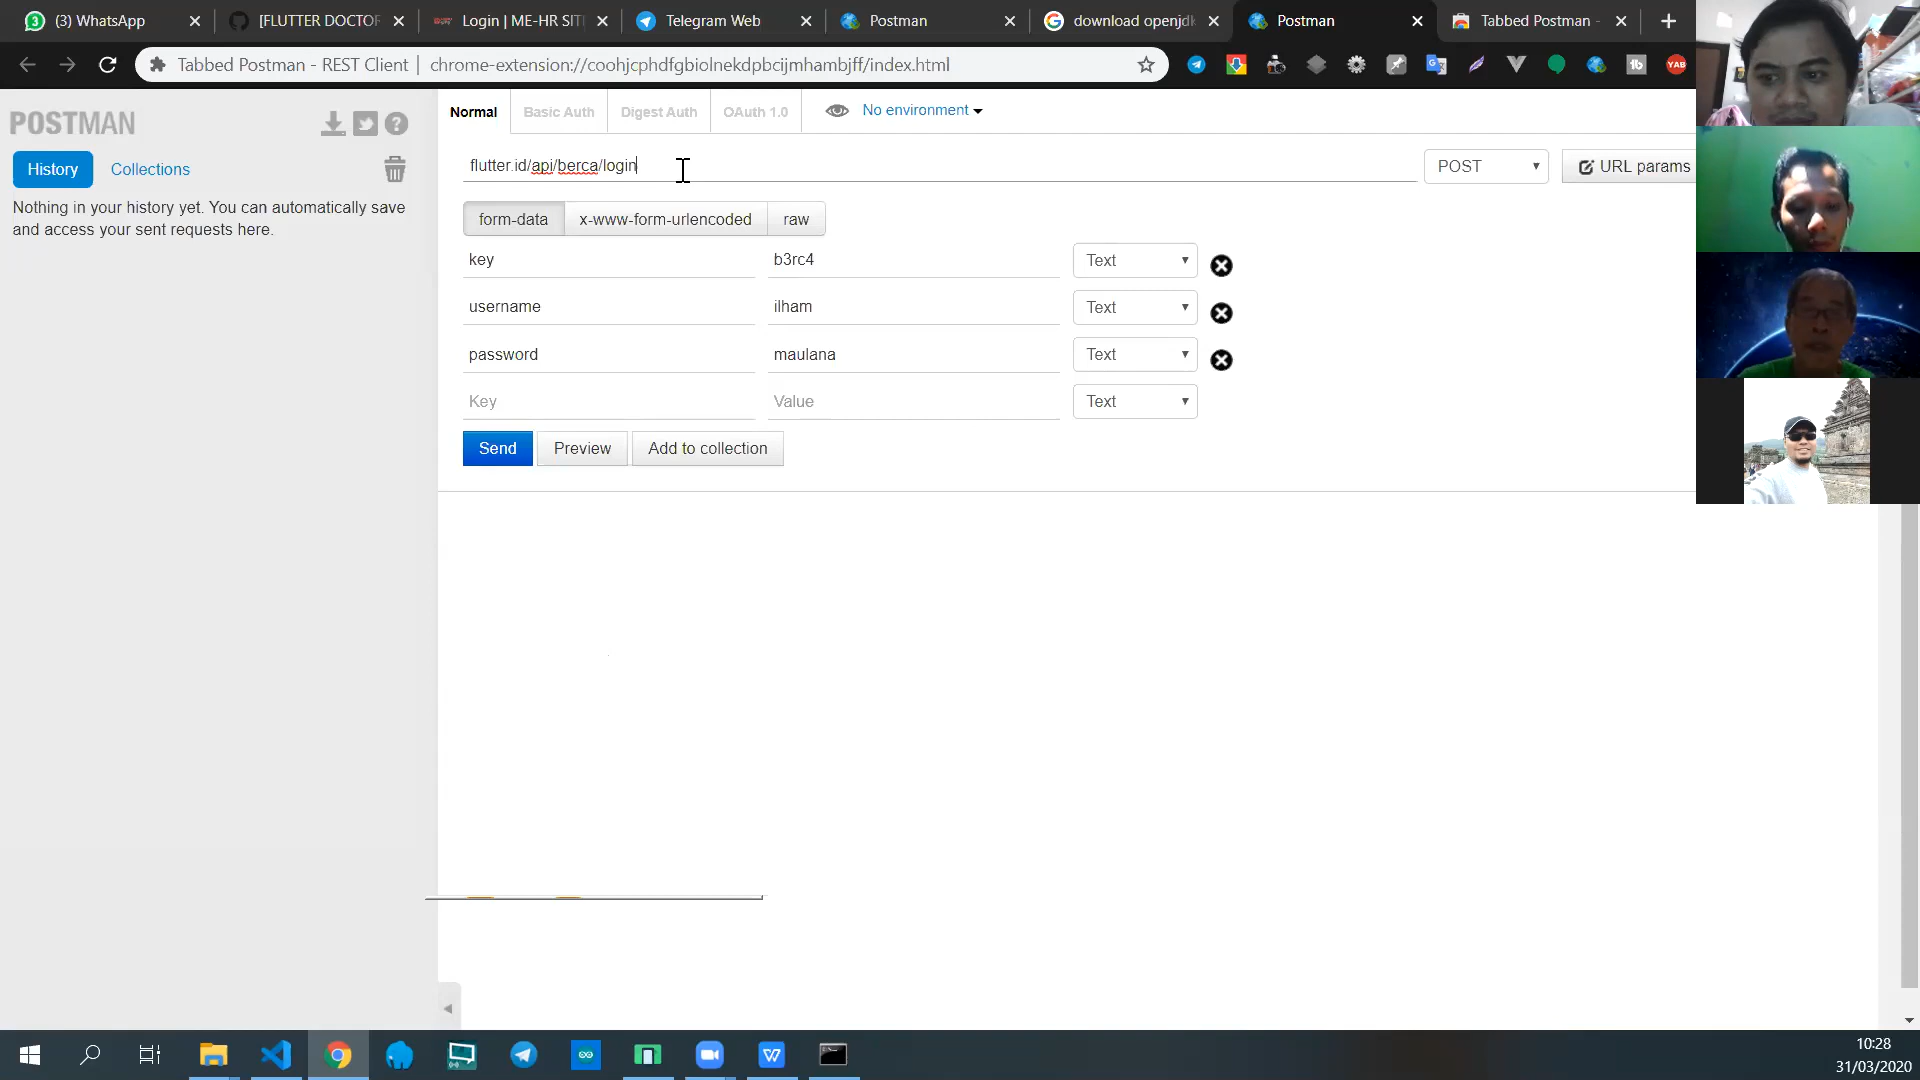 (3) WhatsApp
[FLUTTER DOCTOR
Login | ME-HR SIT
Telegram Web
Postman
download openjdk
Postman
Tabbed Postman -
Tabbed Postman - REST Client | chrome-extension://coohjcphdfgbiolnekdpbcijmhambjff/index.html
YAB
POSTMAN
History
Collections
Nothing in your history yet. You can automatically save
and access your sent requests here.
Normal
Basic Auth
Digest Auth
OAuth 1.0
No environment
flutter.id/api/berca/login
POST
URL params
form-data
x-www-form-urlencoded
raw
key
b3rc4
Text
username
ilham
Text
password
maulana
Text
Key
Value
Text
Send
Preview
Add to collection
10:28
31/03/2020